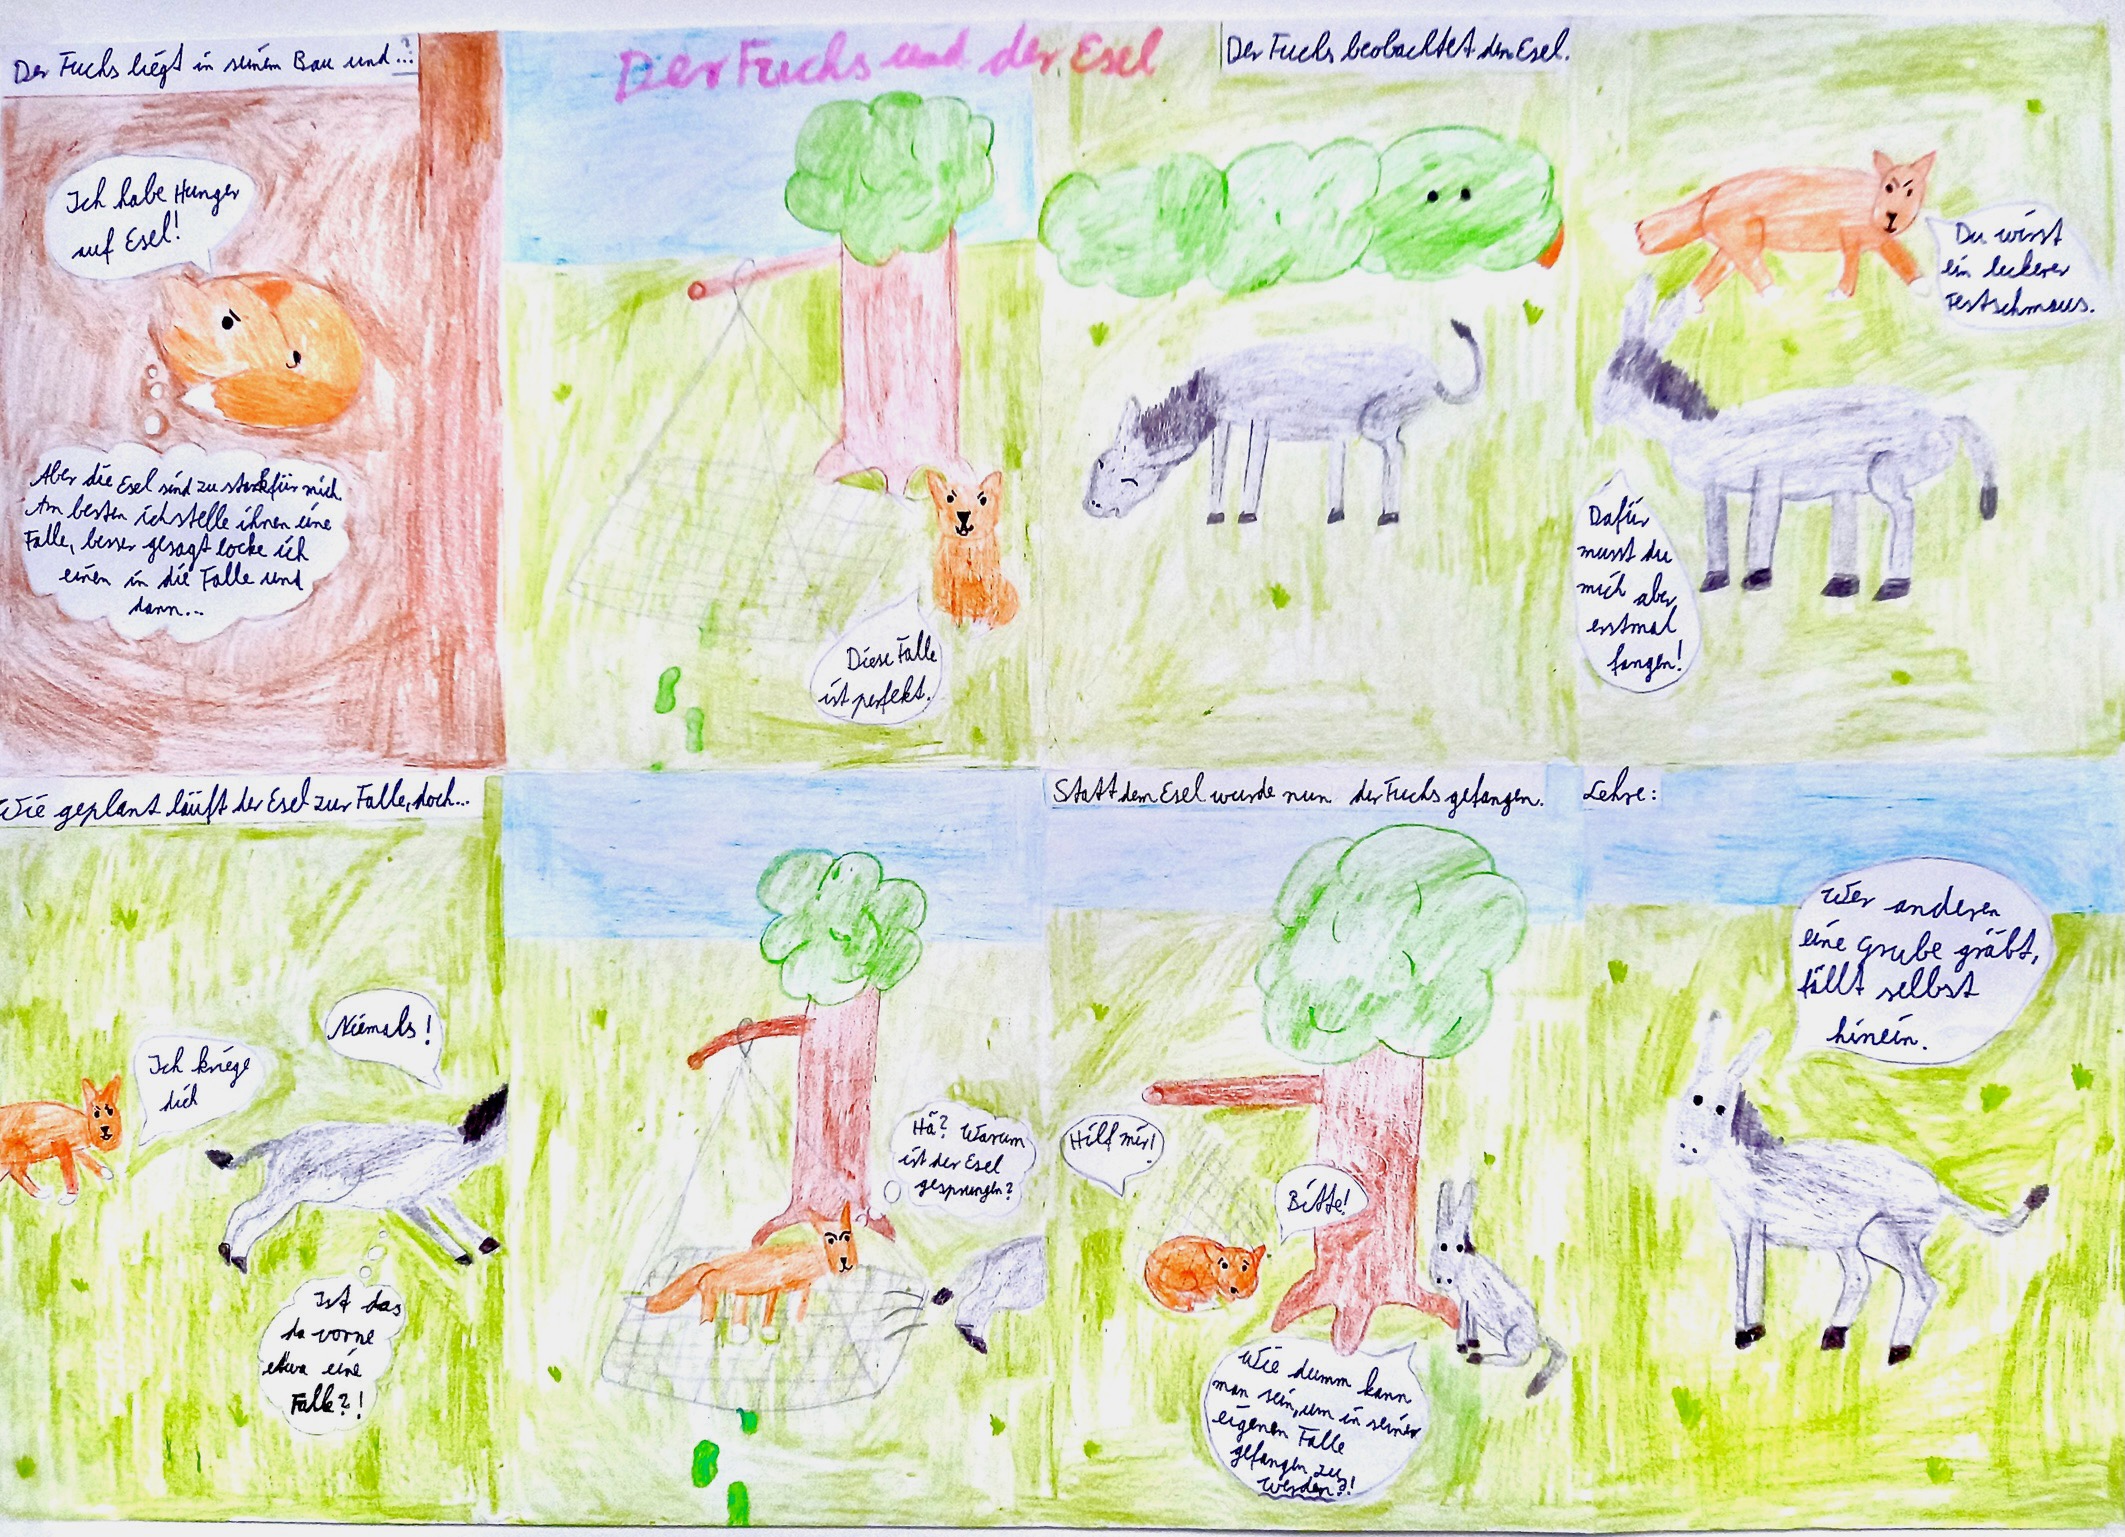 Der Fuchs und der Esel
Der Fuchs liegt in seinem Bau und...?
Ich habe Hunger
auf Esel!
Aber die Esel sind zu stark für mich.
Am besten ich stelle ihnen eine
Falle, besser gesagt locke ich
einen in die Falle und
dann...
Diese Falle
ist perfekt.
Der Fuchs beobachtet den Esel.
Du wirst
ein leckerer
Festschmaus.
Dafür
musst du
mich aber
erstmal
fangen!
Wie geplant läuft der Esel zur Falle, doch...
Ich kriege
dich
Niemals!
Ist das
da vorne
etwa eine
Falle?!
Hä? Warum
ist der Esel
gesprungen?
Statt dem Esel wurde nun der Fuchs gefangen.
Hilf mir!
Bitte!
Wie dumm kann
man sein, um in seiner
eigenen Falle
gefangen zu
werden?!
Lehre:
Wer anderen
eine Grube gräbt,
fällt selbst
hinein.